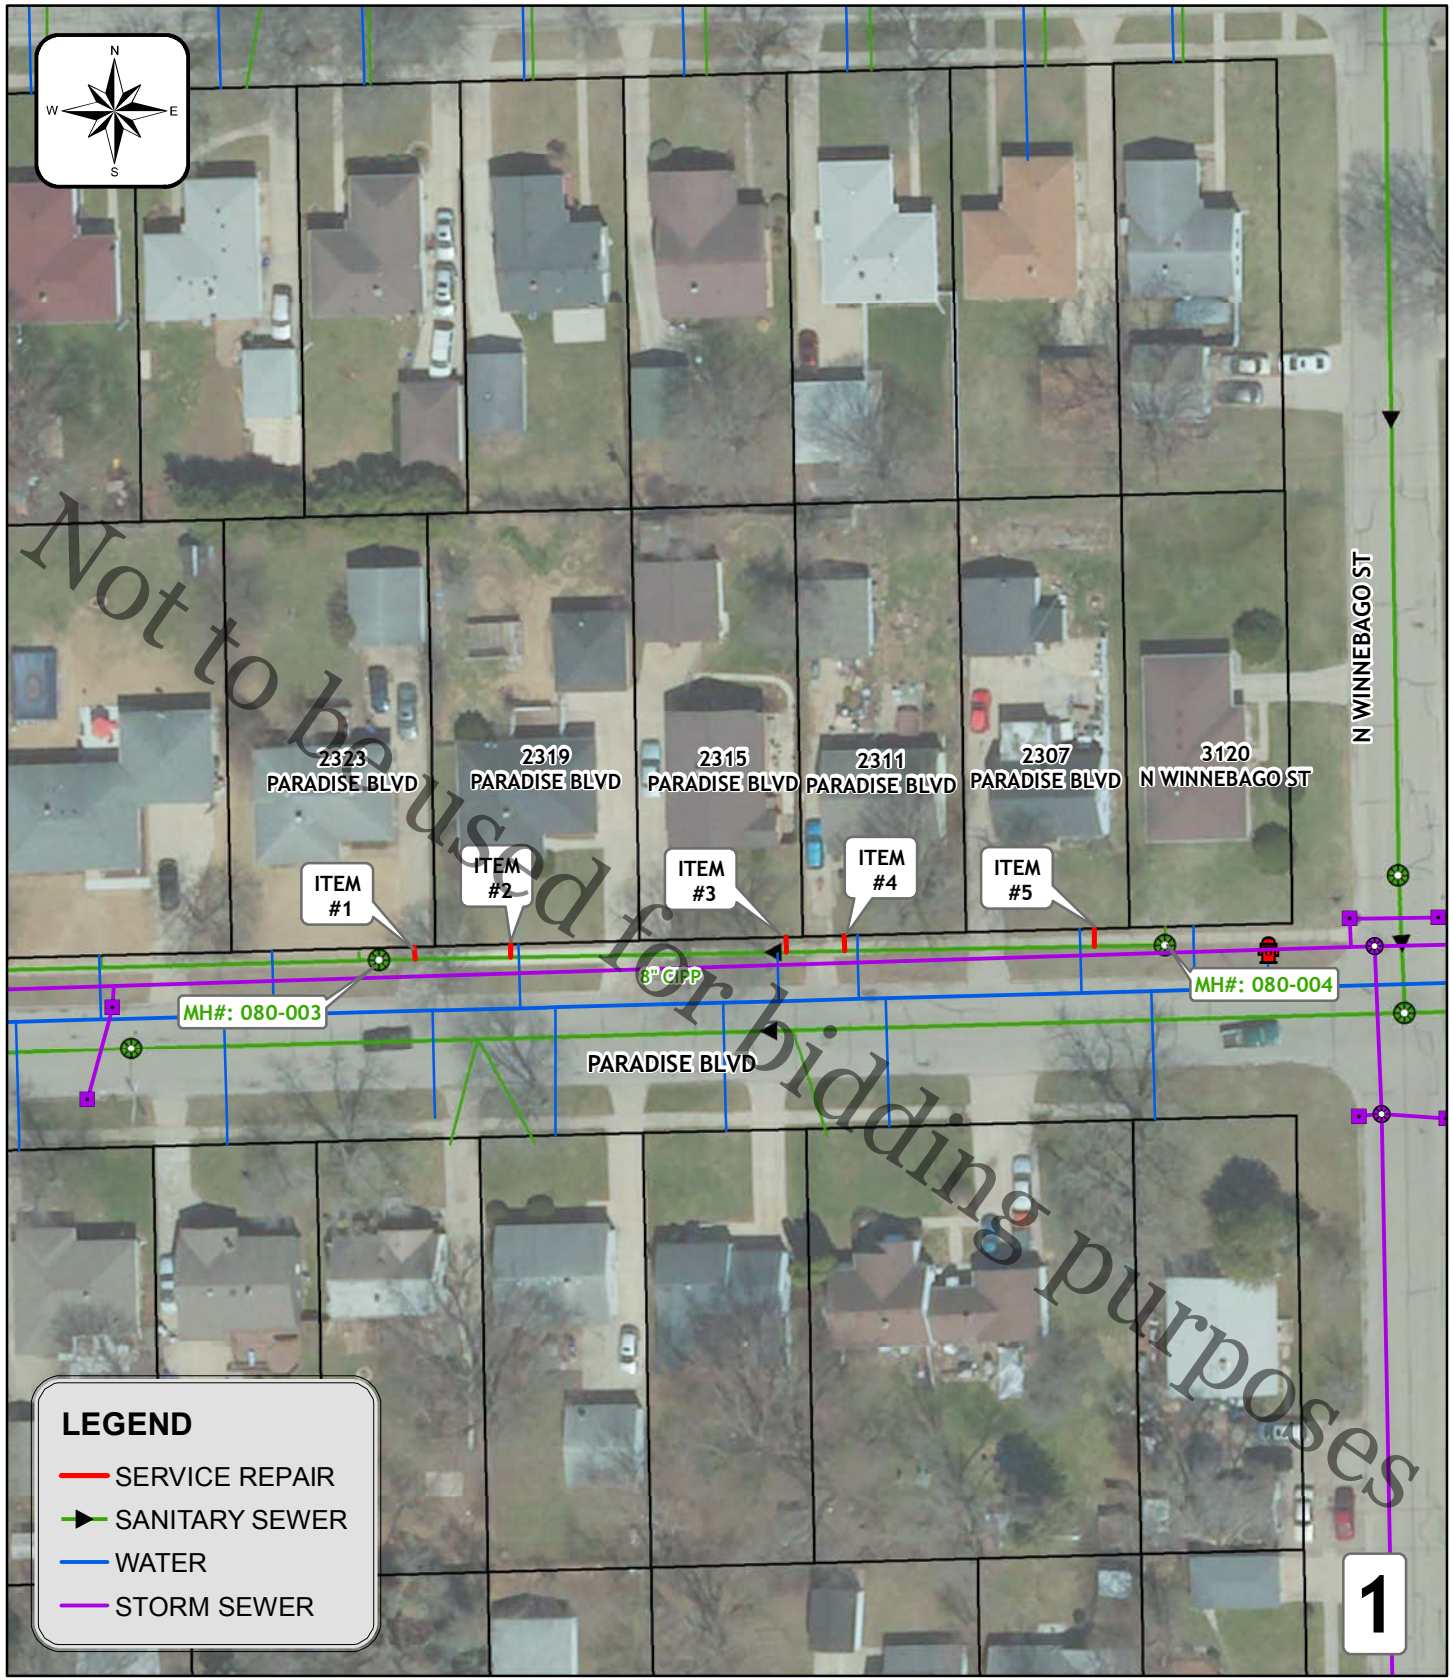 N
W E
S
N WINNEBAGO ST
2323
PARADISE BLVD
2319
PARADISE BLVD
2315
PARADISE BLVD
2311
PARADISE BLVD
2307
PARADISE BLVD
3120
N WINNEBAGO ST
ITEM
#1
ITEM
#2
ITEM
#3
ITEM
#4
ITEM
#5
8" CIPP
MH#: 080-003
MH#: 080-004
PARADISE BLVD
Not to be used for bidding purposes
LEGEND
SERVICE REPAIR
SANITARY SEWER
WATER
STORM SEWER
1